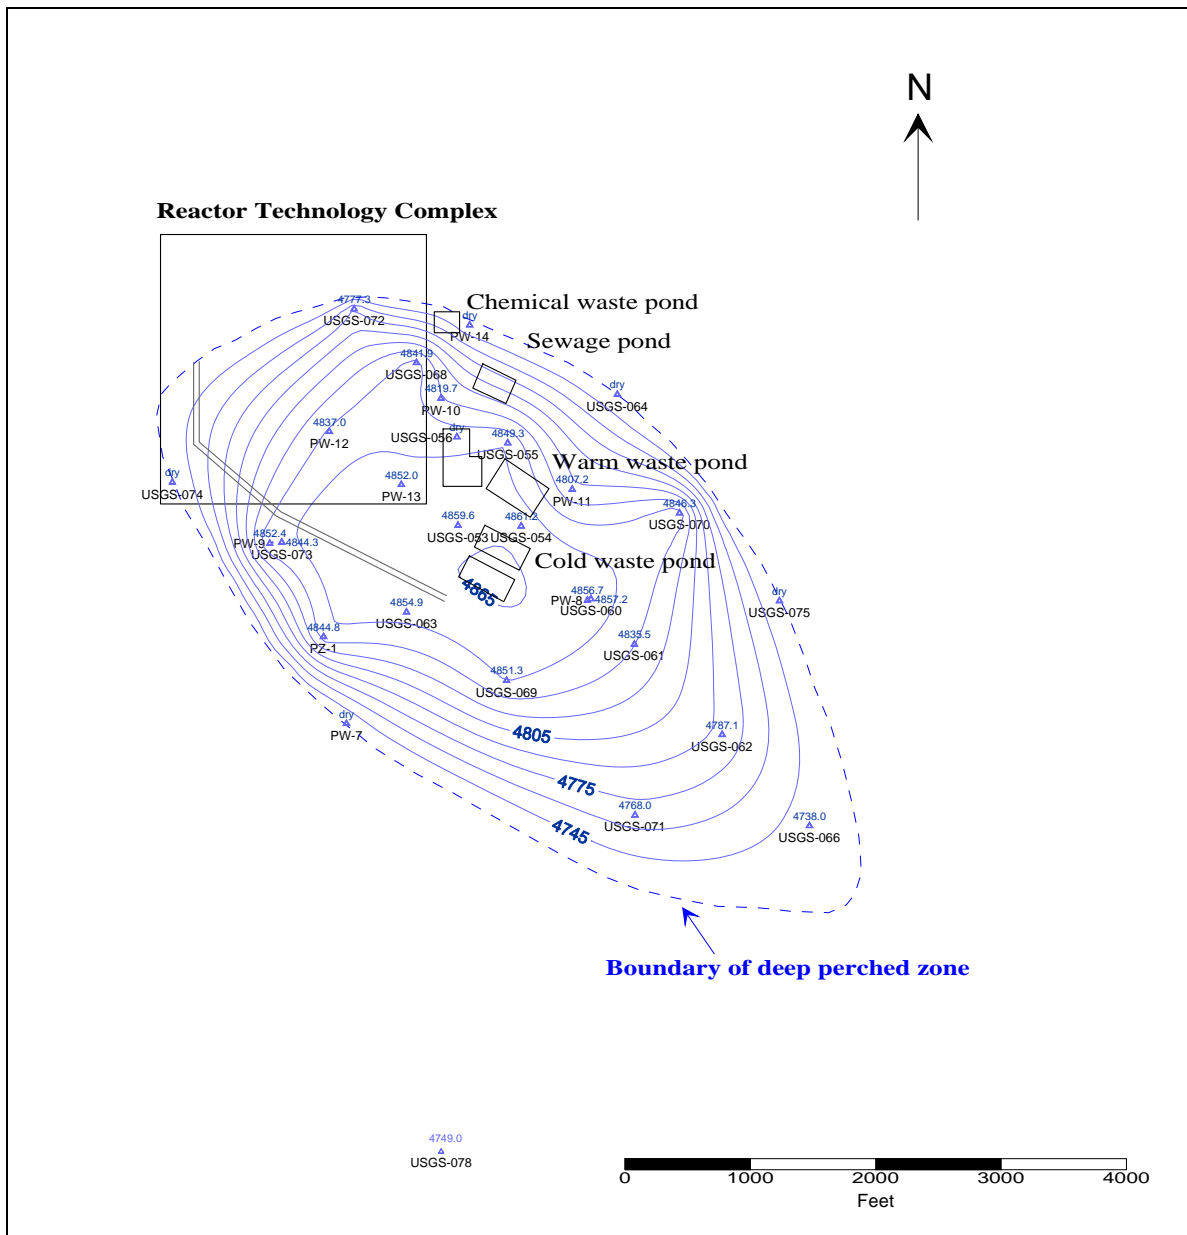 N
Reactor Technology Complex
4777.3
USGS-072
Chemical waste pond
dry
PW-14
Sewage pond
4841.9
USGS-068
4819.7
PW-10
dry
USGS-064
4837.0
PW-12
USGS-056
dry
4849.3
USGS-055
Warm waste pond
dry
USGS-074
4852.0
PW-13
4807.2
PW-11
4846.3
USGS-070
4859.6
USGS-053
4861.2
USGS-054
4852.4
PW-9
4844.3
USGS-073
Cold waste pond
4865
4856.7
PW-8
4857.2
USGS-060
dry
USGS-075
4854.9
USGS-063
4844.8
PZ-1
4835.5
USGS-061
4851.3
USGS-069
dry
PW-7
4805
4787.1
USGS-062
4775
4768.0
USGS-071
4745
4738.0
USGS-066
Boundary of deep perched zone
4749.0
USGS-078
0 1000 2000 3000 4000
Feet